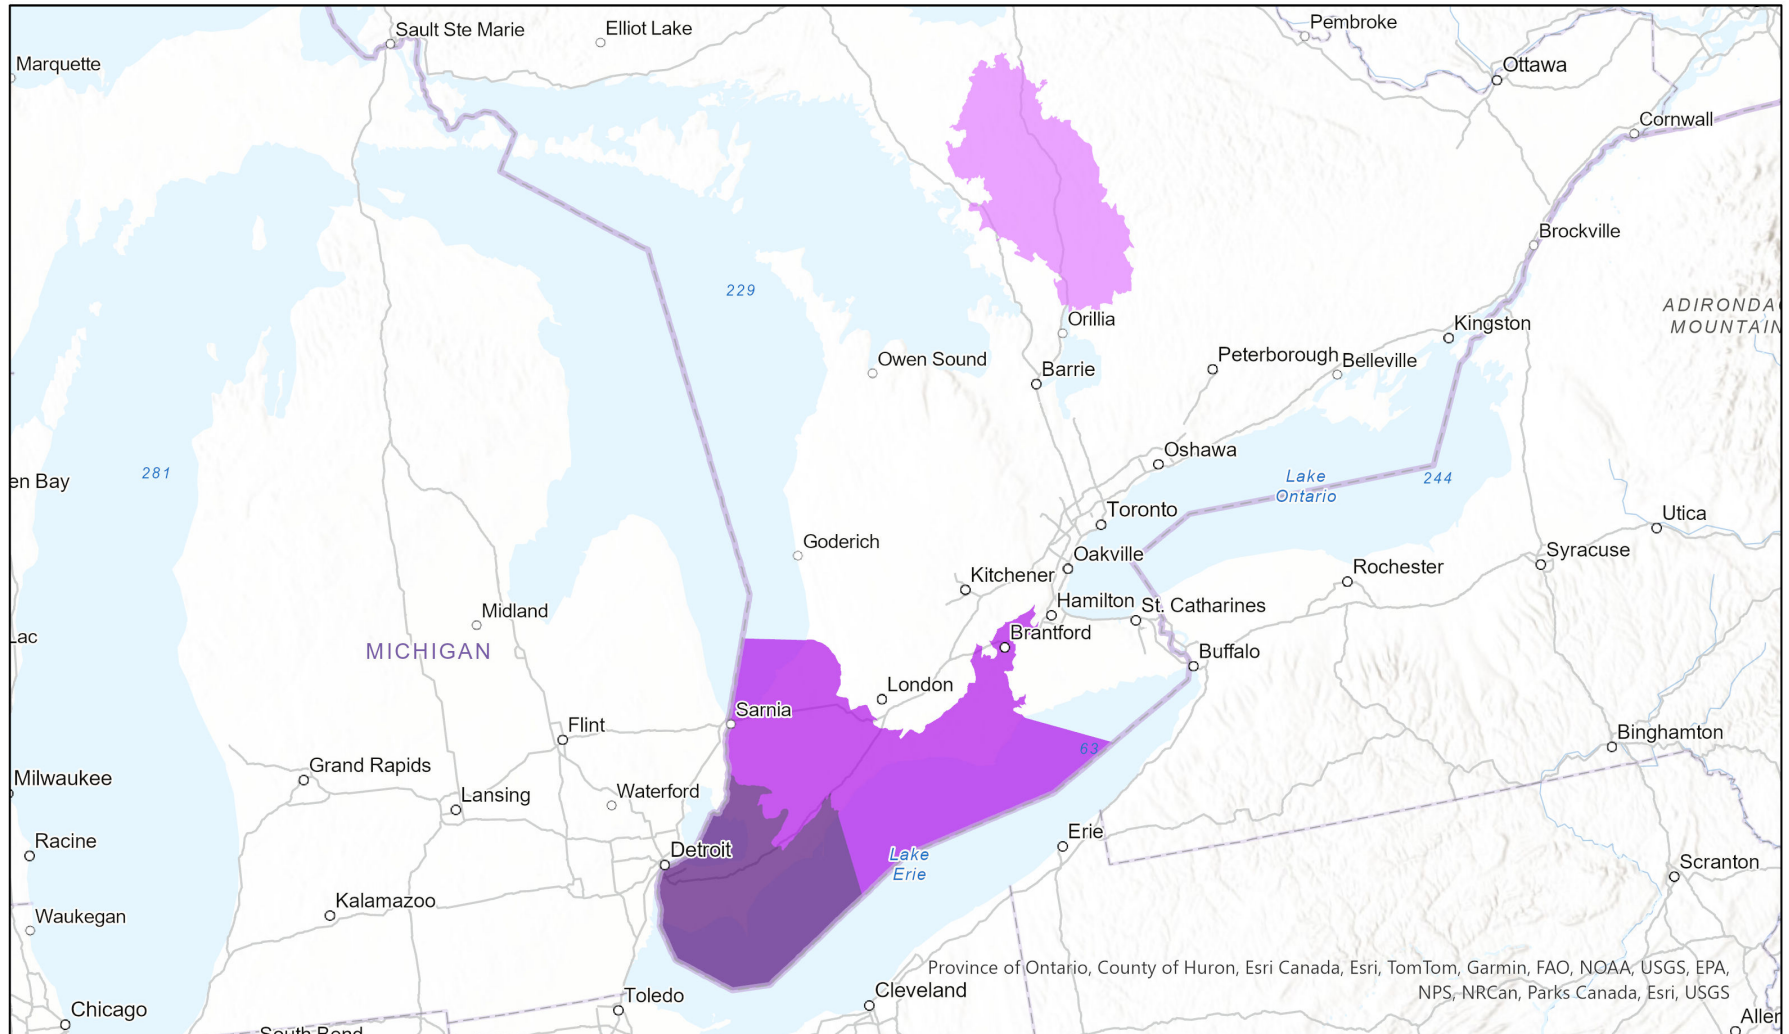 Sault Ste Marie
Elliot Lake
Pembroke
Marquette
Ottawa
Cornwall
Brockville
229
ADIRONDA
MOUNTAIN
Orillia
Kingston
Owen Sound
Barrie
Peterborough
Belleville
Oshawa
281
en Bay
Lake
Ontario
244
Toronto
Utica
Goderich
Oakville
Syracuse
Kitchener
Rochester
Midland
Hamilton
St. Catharines
Lac
Brantford
MICHIGAN
Buffalo
London
Sarnia
Flint
63
Binghamton
Grand Rapids
Milwaukee
Waterford
Lansing
Erie
Racine
Detroit
Lake
Erie
Scranton
Kalamazoo
Waukegan
Province of Ontario, County of Huron, Esri Canada, Esri, TomTom, Garmin, FAO, NOAA, USGS, EPA,
NPS, NRCan, Parks Canada, Esri, USGS
Toledo
Cleveland
Chicago
Aller
South Bend